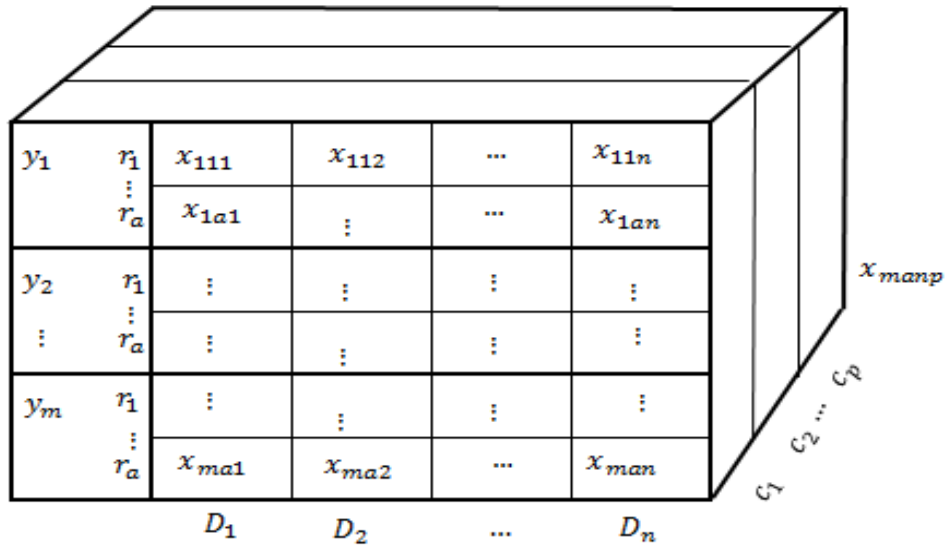 y₁ r₁ x₁₁₁ x₁₁₂ ... x₁₁ₙ
⋮
rₐ x₁ₐ₁ ⋮ ... x₁ₐₙ
y₂ r₁ ⋮ ⋮ ⋮ ⋮
⋮
⋮ rₐ ⋮ ⋮ ⋮ ⋮
yₘ r₁ ⋮ ⋮ ⋮ ⋮
⋮
rₐ xₘₐ₁ xₘₐ₂ ... xₘₐₙ
D₁ D₂ ... Dₙ
c₁ c₂ ... cₚ
xₘₐₙₚ